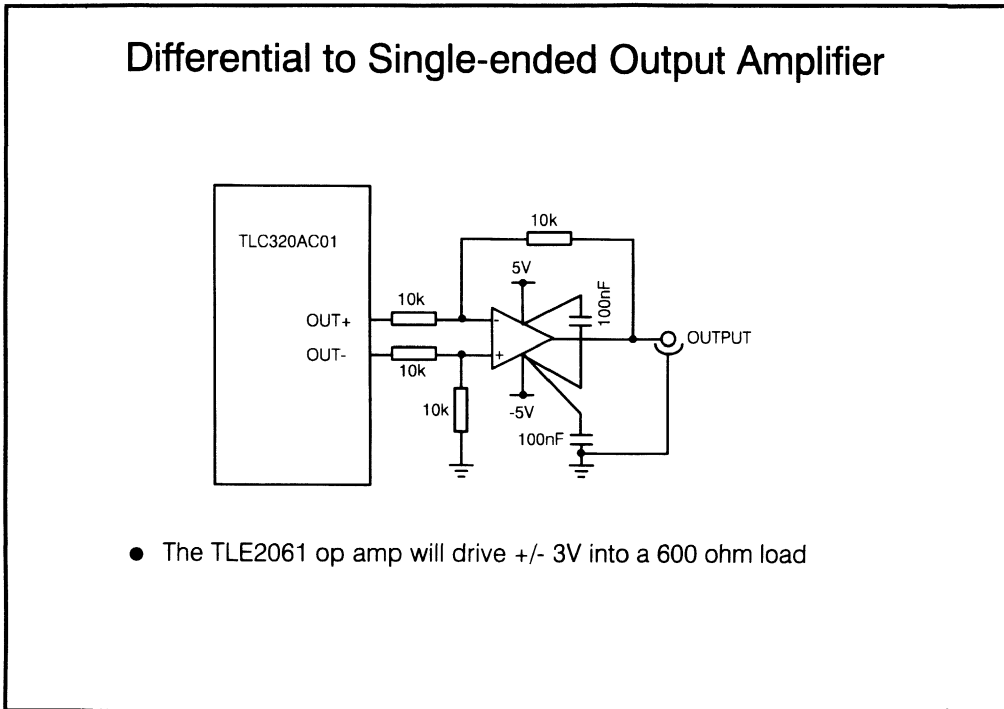 Differential to Single-ended Output Amplifier
TLC320AC01
10k
5V
100nF
10k
OUT+
-
OUTPUT
OUT-
+
10k
10k
-5V
100nF
● The TLE2061 op amp will drive +/- 3V into a 600 ohm load